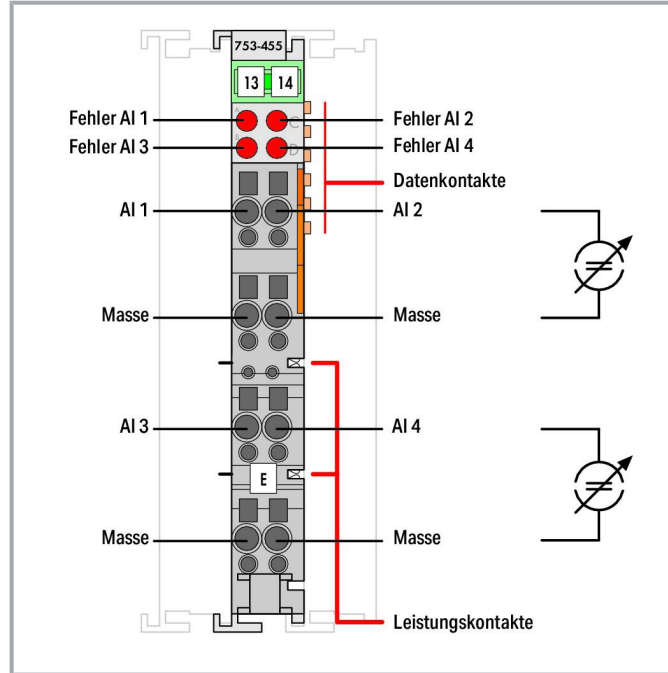 753-455
13 14
Fehler AI 1
A
C
Fehler AI 2
Fehler AI 3
B
D
Fehler AI 4
Datenkontakte
AI 1
AI 2
Masse
Masse
AI 3
AI 4
E
Masse
Masse
Leistungskontakte